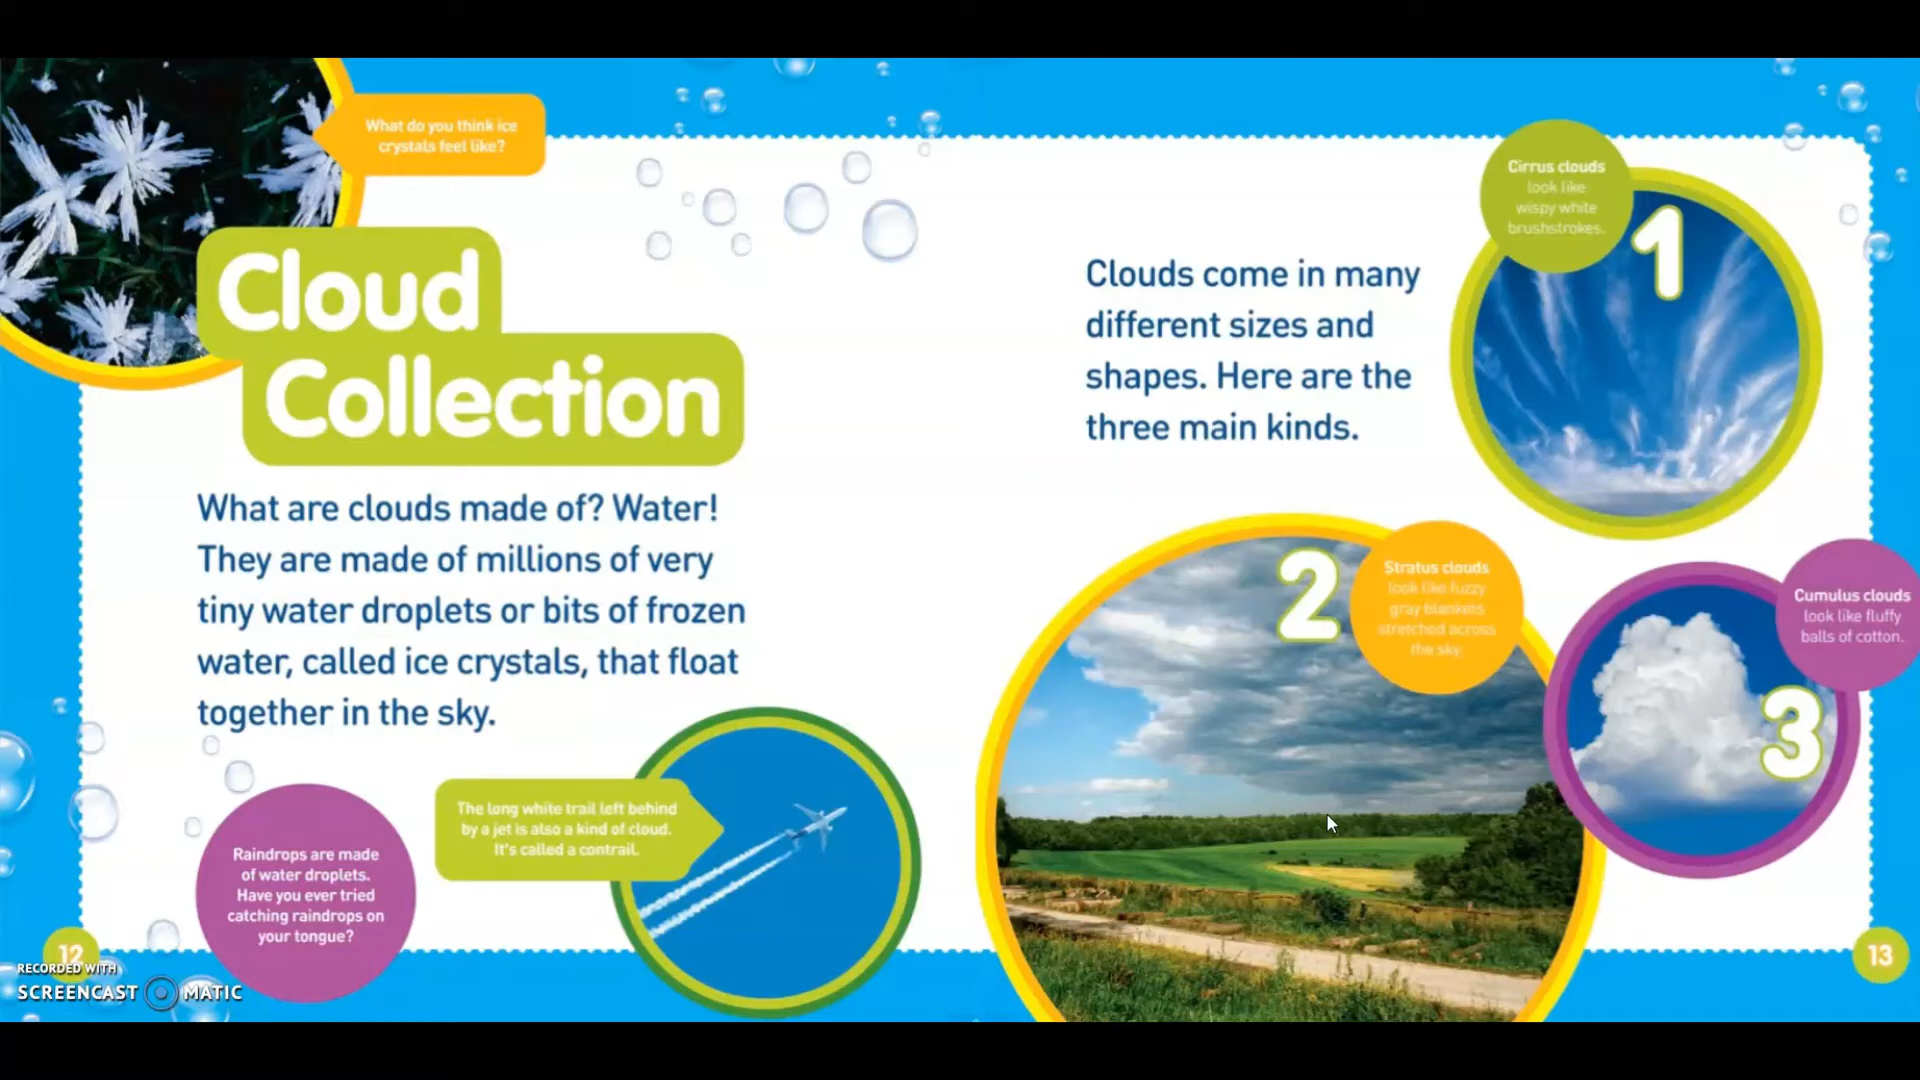 What do you think ice
crystals feel like?
Cloud
Collection
What are clouds made of? Water!
They are made of millions of very
tiny water droplets or bits of frozen
water, called ice crystals, that float
together in the sky.
The long white trail left behind
by a jet is also a kind of cloud.
It's called a contrail.
Raindrops are made
of water droplets.
Have you ever tried
catching raindrops on
your tongue?
12
RECORDED WITH
SCREENCAST MATIC
Clouds come in many
different sizes and
shapes. Here are the
three main kinds.
Cirrus clouds
look like
wispy white
brushstrokes.
1
2
Stratus clouds
look like fuzzy
gray blankets
stretched across
the sky.
Cumulus clouds
look like fluffy
balls of cotton.
3
13